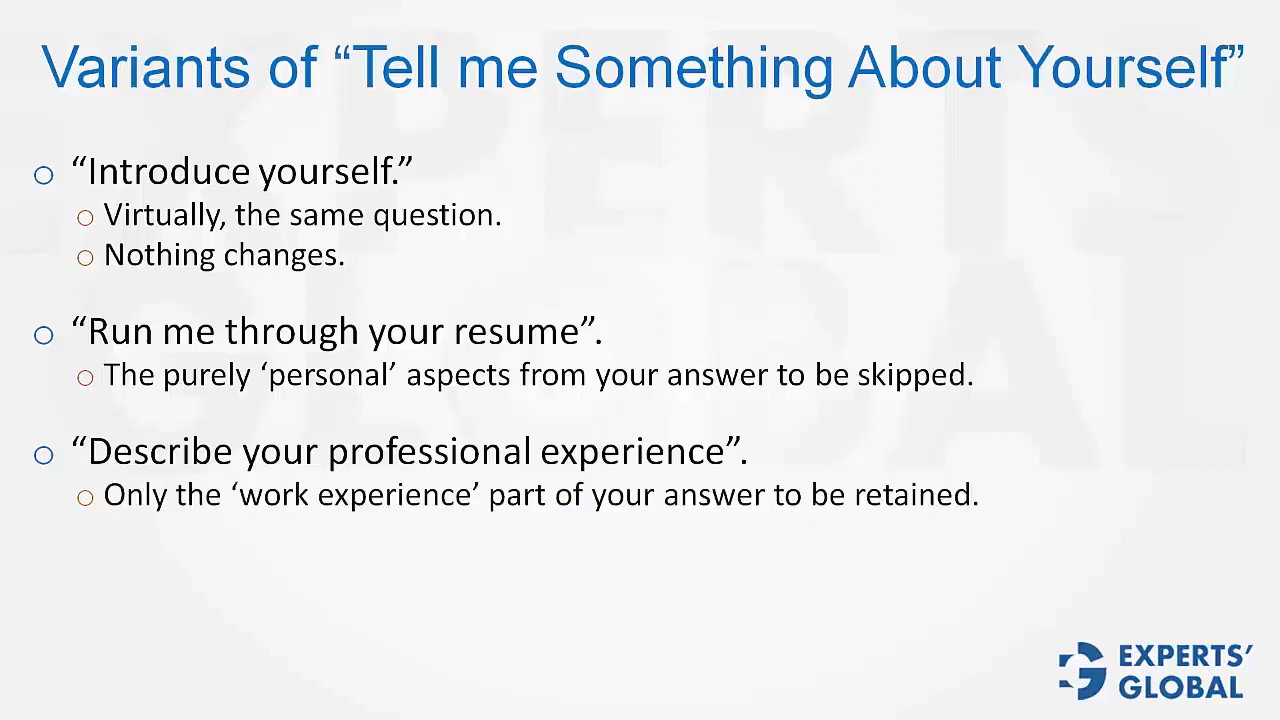 Variants of “Tell me Something About Yourself”
“Introduce yourself.”
Virtually, the same question.
Nothing changes.
“Run me through your resume”.
The purely ‘personal’ aspects from your answer to be skipped.
“Describe your professional experience”.
Only the ‘work experience’ part of your answer to be retained.
EXPERTS’
GLOBAL